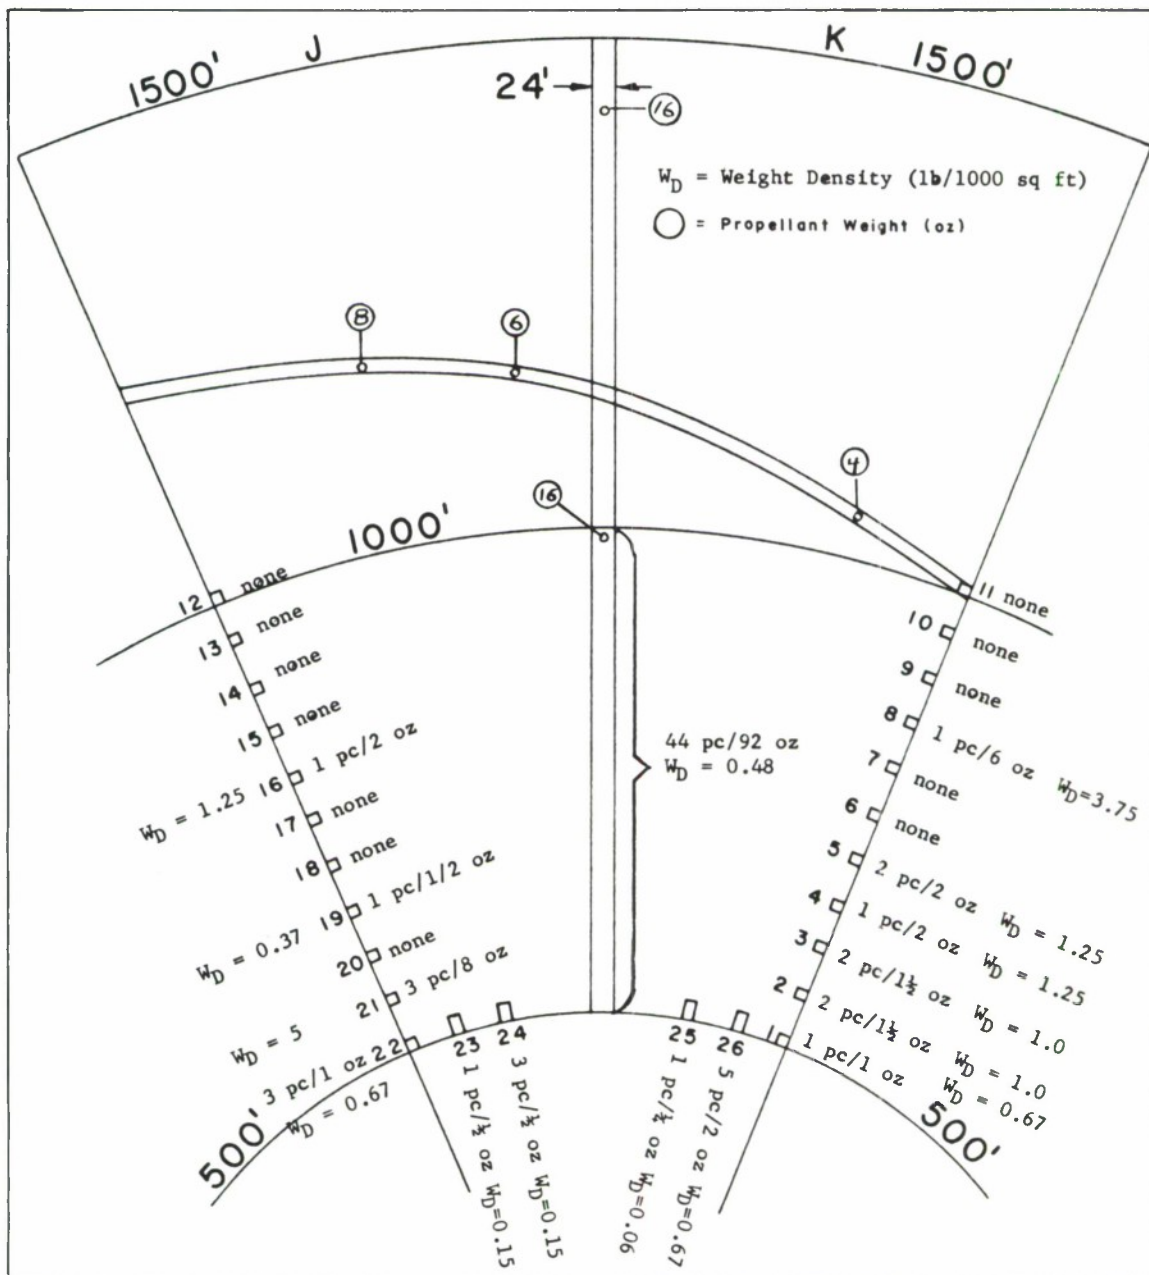 1500' J K 1500'
24'
16
W_D = Weight Density (lb/1000 sq ft)
○ = Propellant Weight (oz)
8 6
4
16
1000'
12 none
13 none
14 none
15 none
16 1 pc/2 oz W_D = 1.25
17 none
18 none
19 1 pc/1/2 oz W_D = 0.37
20 none
21 3 pc/8 oz W_D = 5
22 3 pc/1 oz W_D = 0.67
44 pc/92 oz
W_D = 0.48
11 none
10 none
9 none
8 1 pc/6 oz W_D=3.75
7 none
6 none
5 2 pc/2 oz W_D = 1.25
4 1 pc/2 oz W_D = 1.25
3 2 pc/1½ oz W_D = 1.0
2 2 pc/1½ oz W_D = 1.0
1 1 pc/1 oz W_D = 0.67
23 1 pc/½ oz W_D=0.15
24 3 pc/½ oz W_D=0.15
25 1 pc/ oz W_D=0.06
26 5 pc/2 oz W_D=0.67
500' 500'